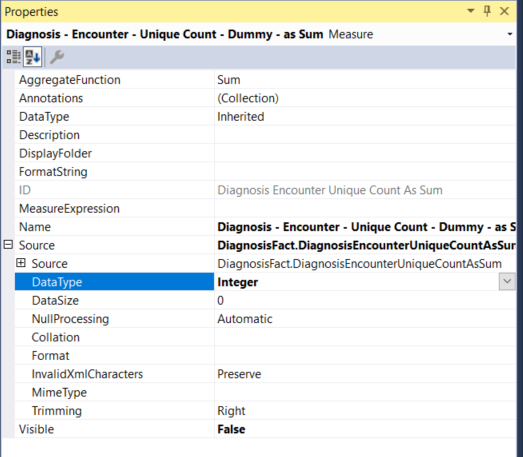 Properties
Diagnosis - Encounter - Unique Count - Dummy - as Sum Measure
AggregateFunction Sum
Annotations (Collection)
DataType Inherited
Description
DisplayFolder
FormatString
ID Diagnosis Encounter Unique Count As Sum
MeasureExpression
Name Diagnosis - Encounter - Unique Count - Dummy - as S
Source DiagnosisFact.DiagnosisEncounterUniqueCountAsSur
Source DiagnosisFact.DiagnosisEncounterUniqueCountAsSum
DataType Integer
DataSize 0
NullProcessing Automatic
Collation
Format
InvalidXmlCharacters Preserve
MimeType
Trimming Right
Visible False